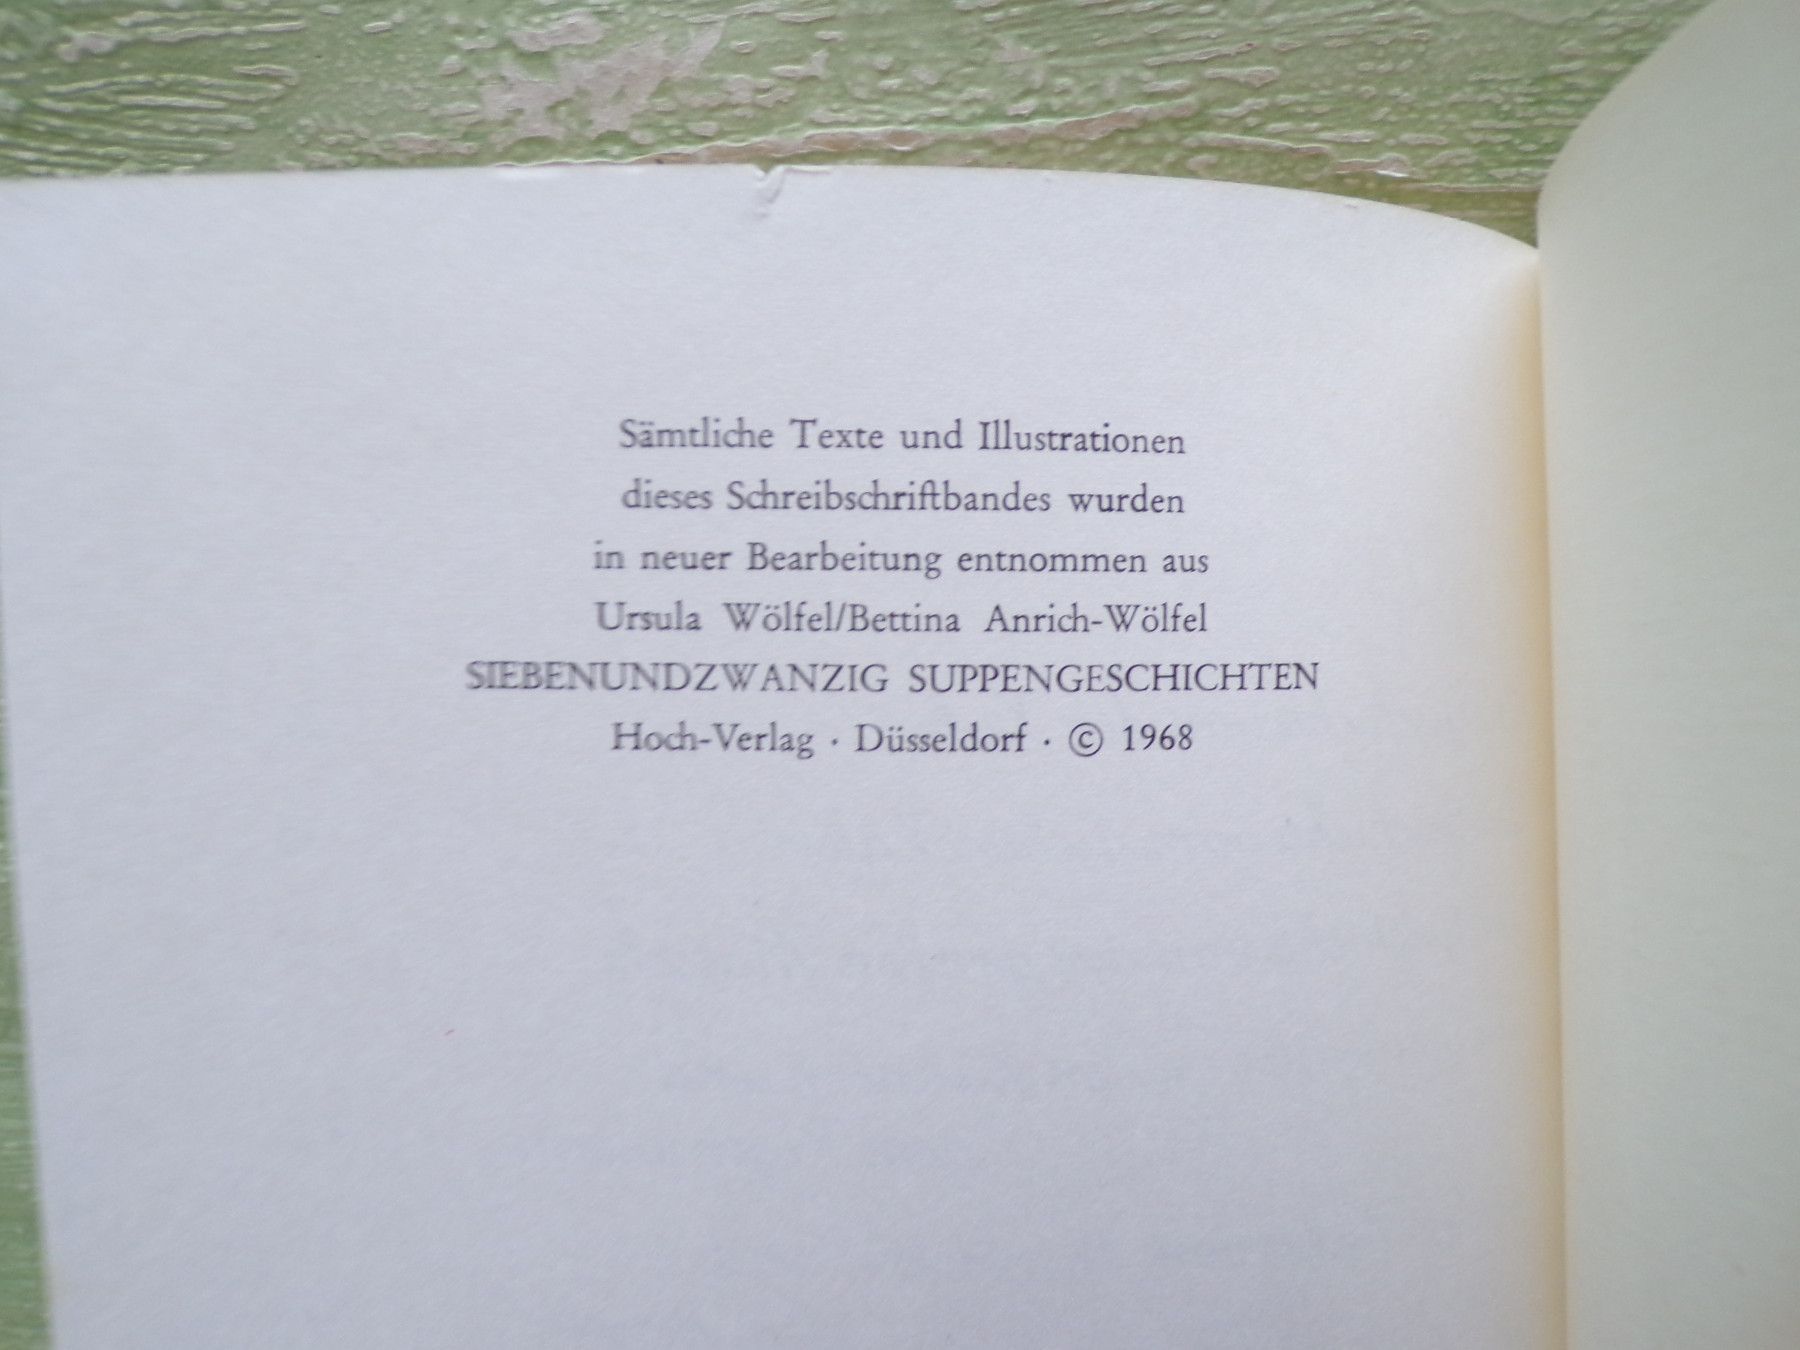 Sämtliche Texte und Illustrationen
dieses Schreibschriftbandes wurden
in neuer Bearbeitung entnommen aus
Ursula Wölfel/Bettina Anrich-Wölfel
SIEBENUNDZWANZIG SUPPENGESCHICHTEN
Hoch-Verlag · Düsseldorf · © 1968